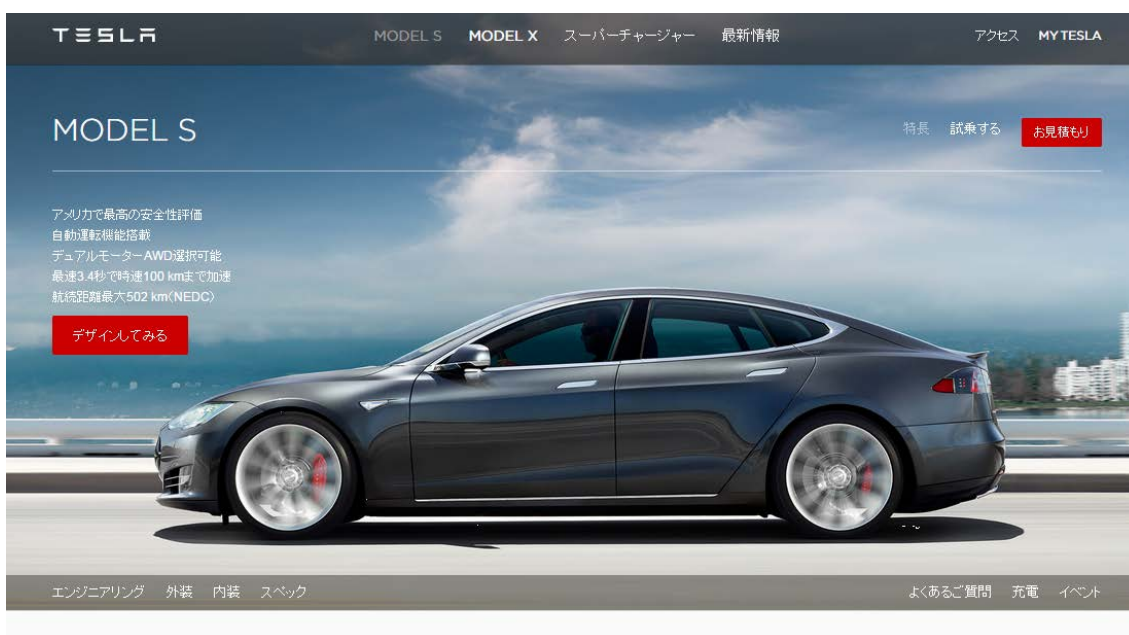 TESLA
MODEL S MODEL X スーパーチャージャー 最新情報
アクセス MY TESLA
MODEL S
特長 試乗する お見積もり
アメリカで最高の安全性評価
自動運転機能搭載
デュアルモーターAWD選択可能
最速3.4秒で時速100 kmまで加速
航続距離最大502 km(NEDC)
デザインしてみる
エンジニアリング 外装 内装 スペック
よくあるご質問 充電 イベント